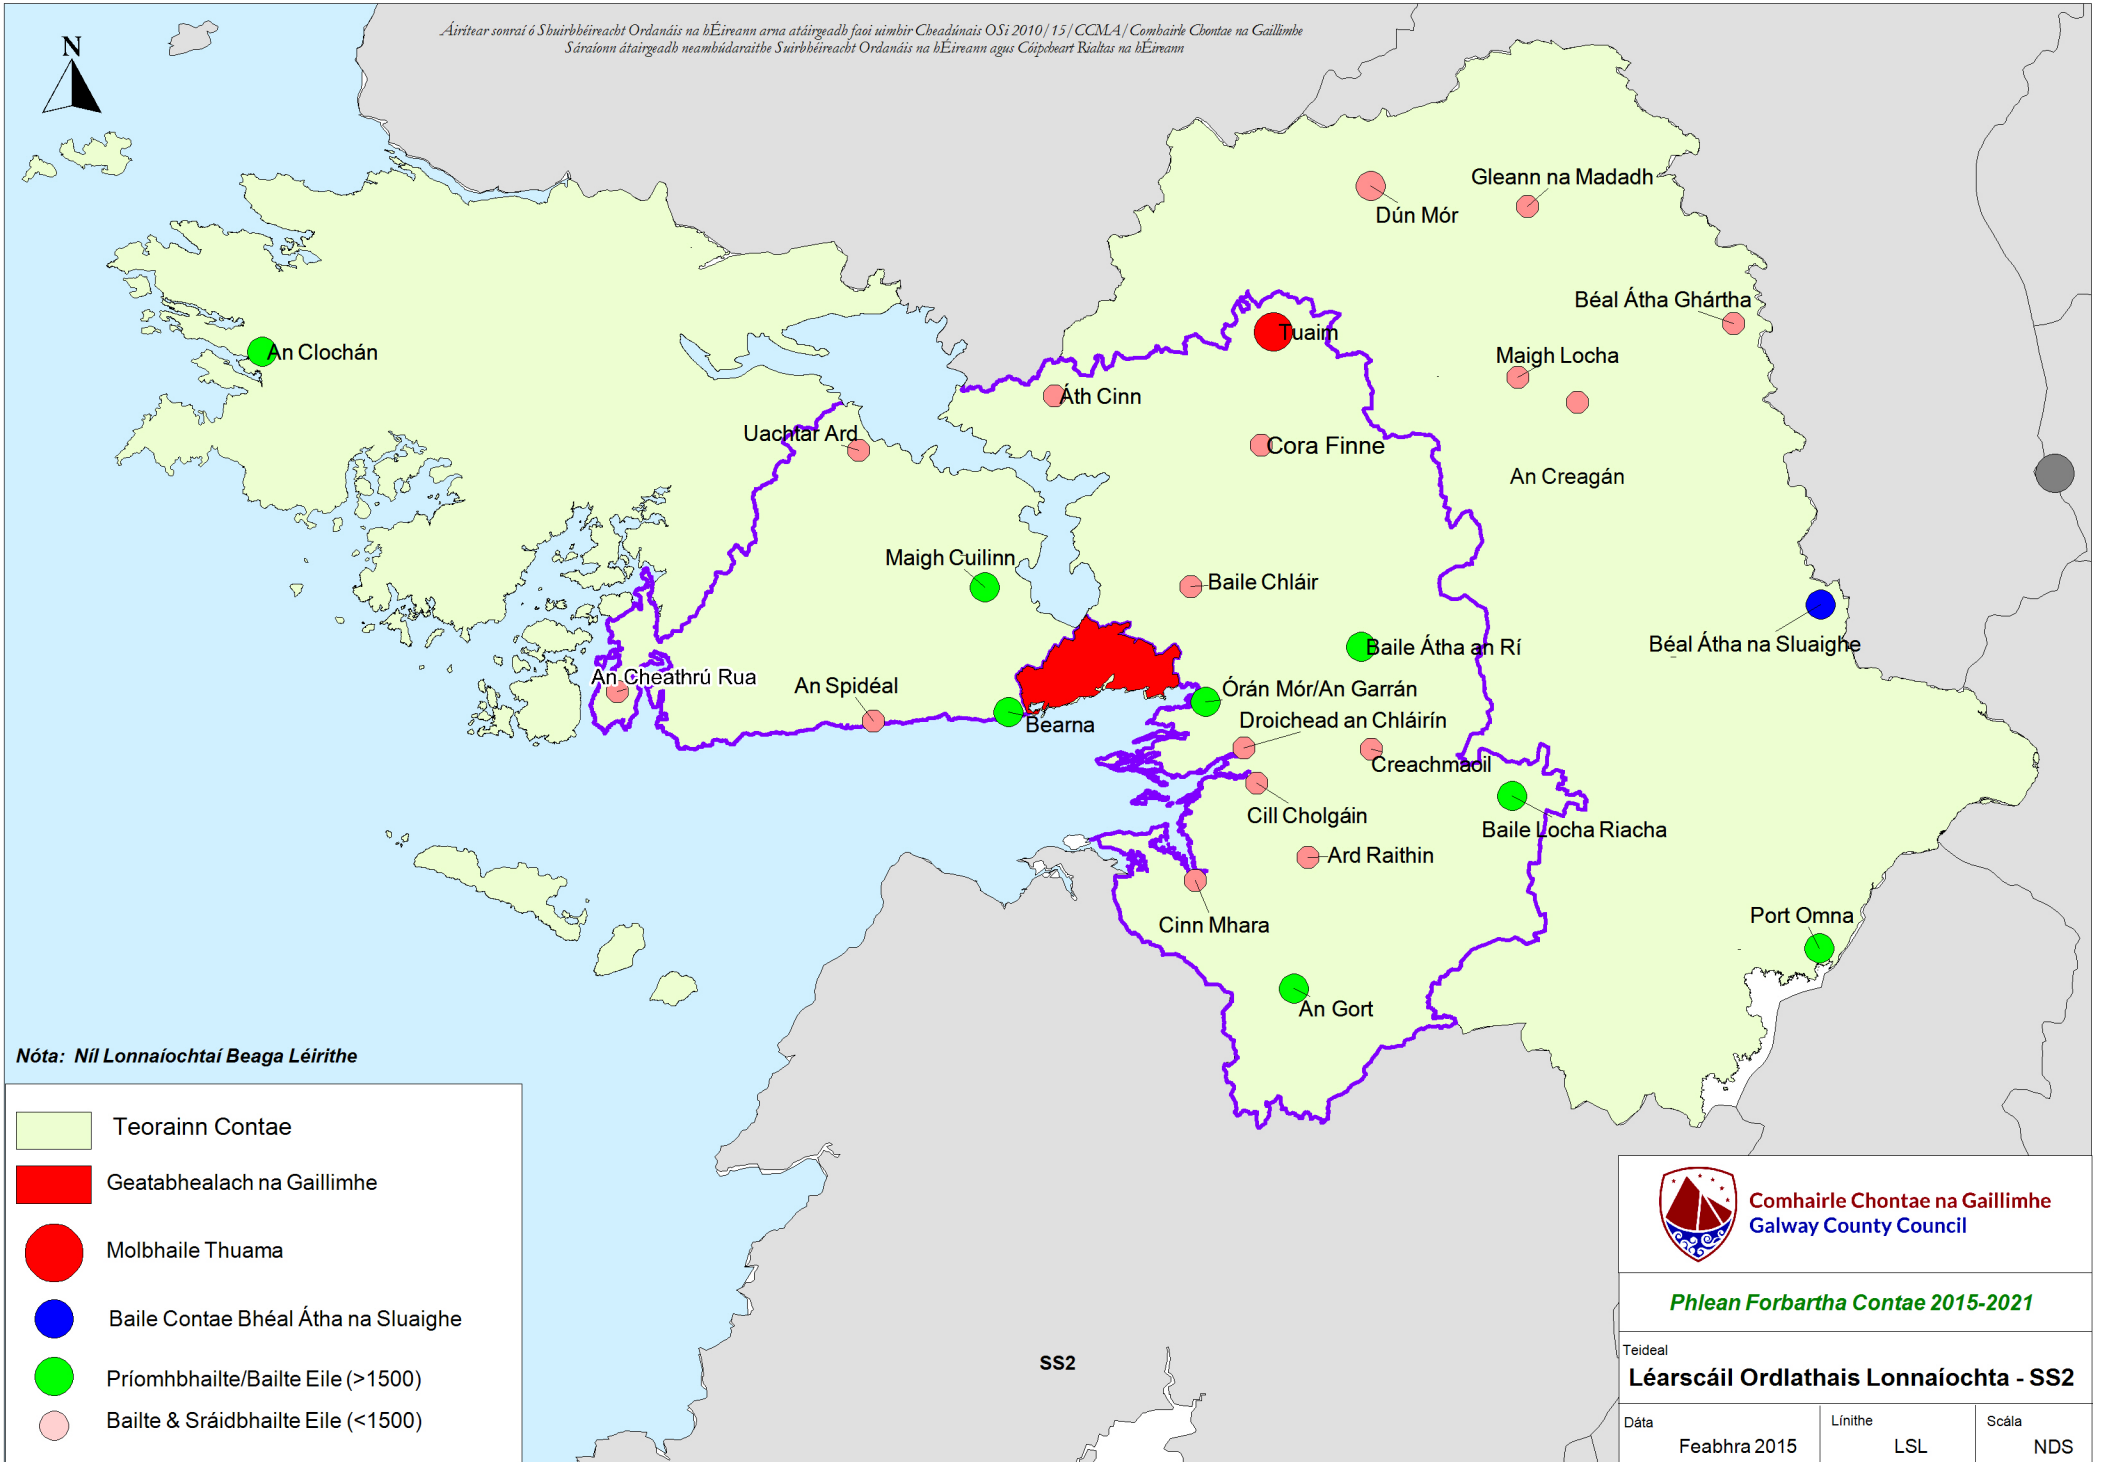 Áirítear sonraí ó Shuirbhéireacht Ordanáis na hÉireann arna atáirgeadh faoi uimhir Cheadúnais OSi 2010/15/CCMA/Comhairle Chontae na Gaillimhe
Sáraíonn átairgeadh neamhúdaraithe Suirbhéireacht Ordanáis na hÉireann agus Cóipcheart Rialtas na hÉireann
N
Gleann na Madadh
Dún Mór
Béal Átha Ghártha
Tuaim
An Clochán
Maigh Locha
Áth Cinn
Uachtar Ard
Cora Finne
An Creagán
Maigh Cuilinn
Baile Chláir
Béal Átha na Sluaighe
Baile Átha an Rí
An Cheathrú Rua
An Spidéal
Órán Mór/An Garrán
Bearna
Droichead an Chláirín
Creachmaoil
Cill Cholgáin
Baile Locha Riacha
Ard Raithin
Cinn Mhara
Port Omna
An Gort
Nóta: Níl Lonnaíochtaí Beaga Léirithe
Teorainn Contae
Geatabhealach na Gaillimhe
Molbhaile Thuama
Baile Contae Bhéal Átha na Sluaighe
Príomhbhailte/Bailte Eile (>1500)
Bailte & Sráidbhailte Eile (<1500)
SS2
Comhairle Chontae na Gaillimhe
Galway County Council
Phlean Forbartha Contae 2015-2021
Teideal
Léarscáil Ordlathais Lonnaíochta - SS2
Dáta
Feabhra 2015
Línithe
LSL
Scála
NDS